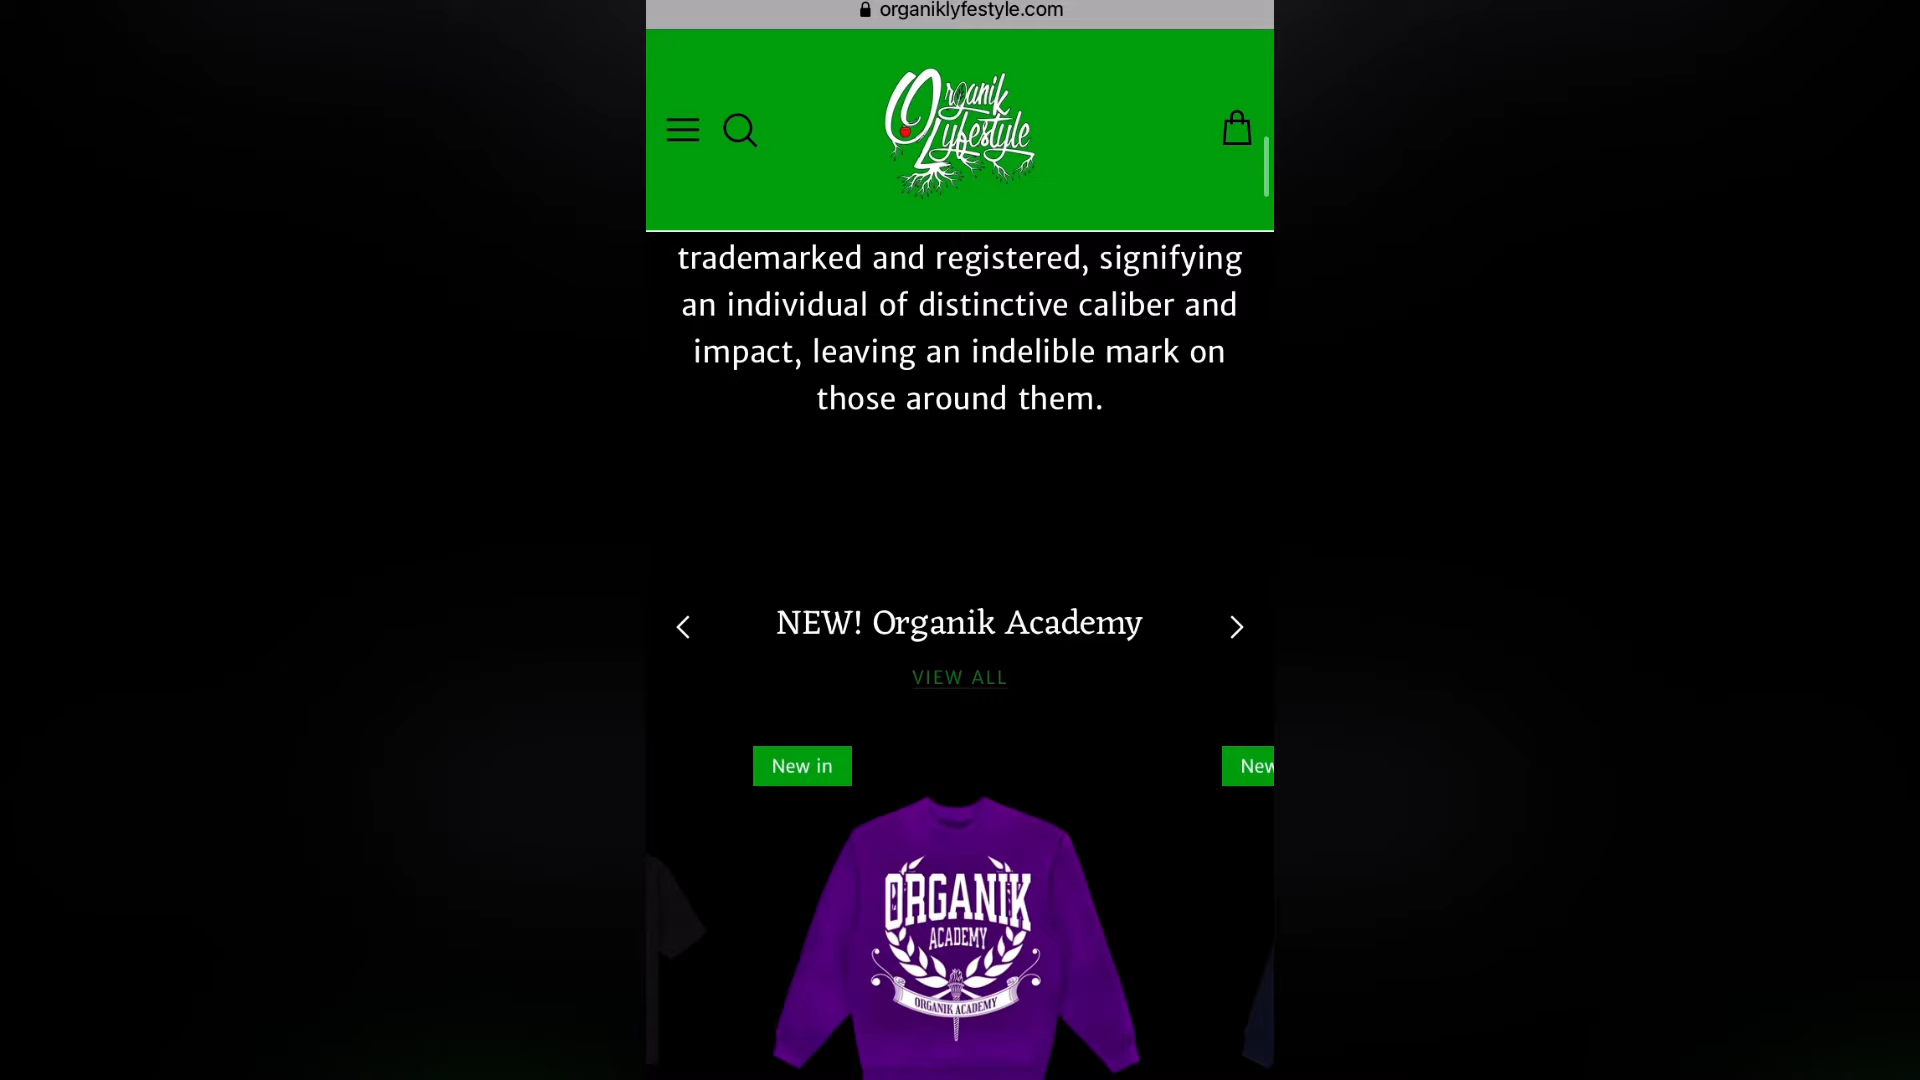 organiklyfestyle.com
Organik
Lyfestyle
trademarked and registered, signifying
an individual of distinctive caliber and
impact, leaving an indelible mark on
those around them.
NEW! Organik Academy
VIEW ALL
New in
New
ORGANIK
ACADEMY
ORGANIK ACADEMY